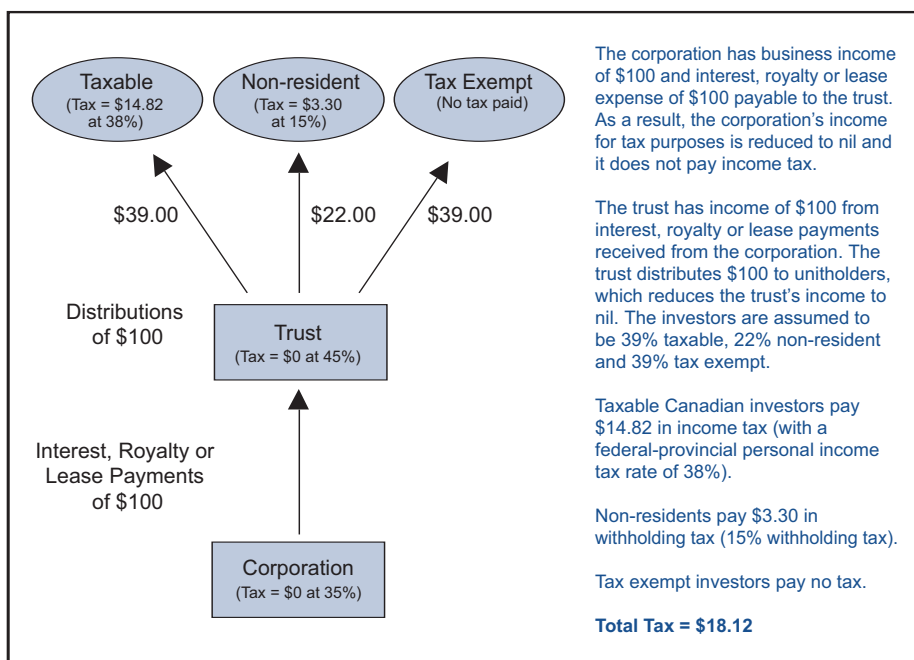 Taxable
(Tax = $14.82
at 38%)
Non-resident
(Tax = $3.30
at 15%)
Tax Exempt
(No tax paid)
$39.00
$22.00
$39.00
Distributions
of $100
Trust
(Tax = $0 at 45%)
Interest, Royalty or
Lease Payments
of $100
Corporation
(Tax = $0 at 35%)
The corporation has business income
of $100 and interest, royalty or lease
expense of $100 payable to the trust.
As a result, the corporation's income
for tax purposes is reduced to nil and
it does not pay income tax.
The trust has income of $100 from
interest, royalty or lease payments
received from the corporation. The
trust distributes $100 to unitholders,
which reduces the trust's income to
nil. The investors are assumed to
be 39% taxable, 22% non-resident
and 39% tax exempt.
Taxable Canadian investors pay
$14.82 in income tax (with a
federal-provincial personal income
tax rate of 38%).
Non-residents pay $3.30 in
withholding tax (15% withholding tax).
Tax exempt investors pay no tax.
Total Tax = $18.12